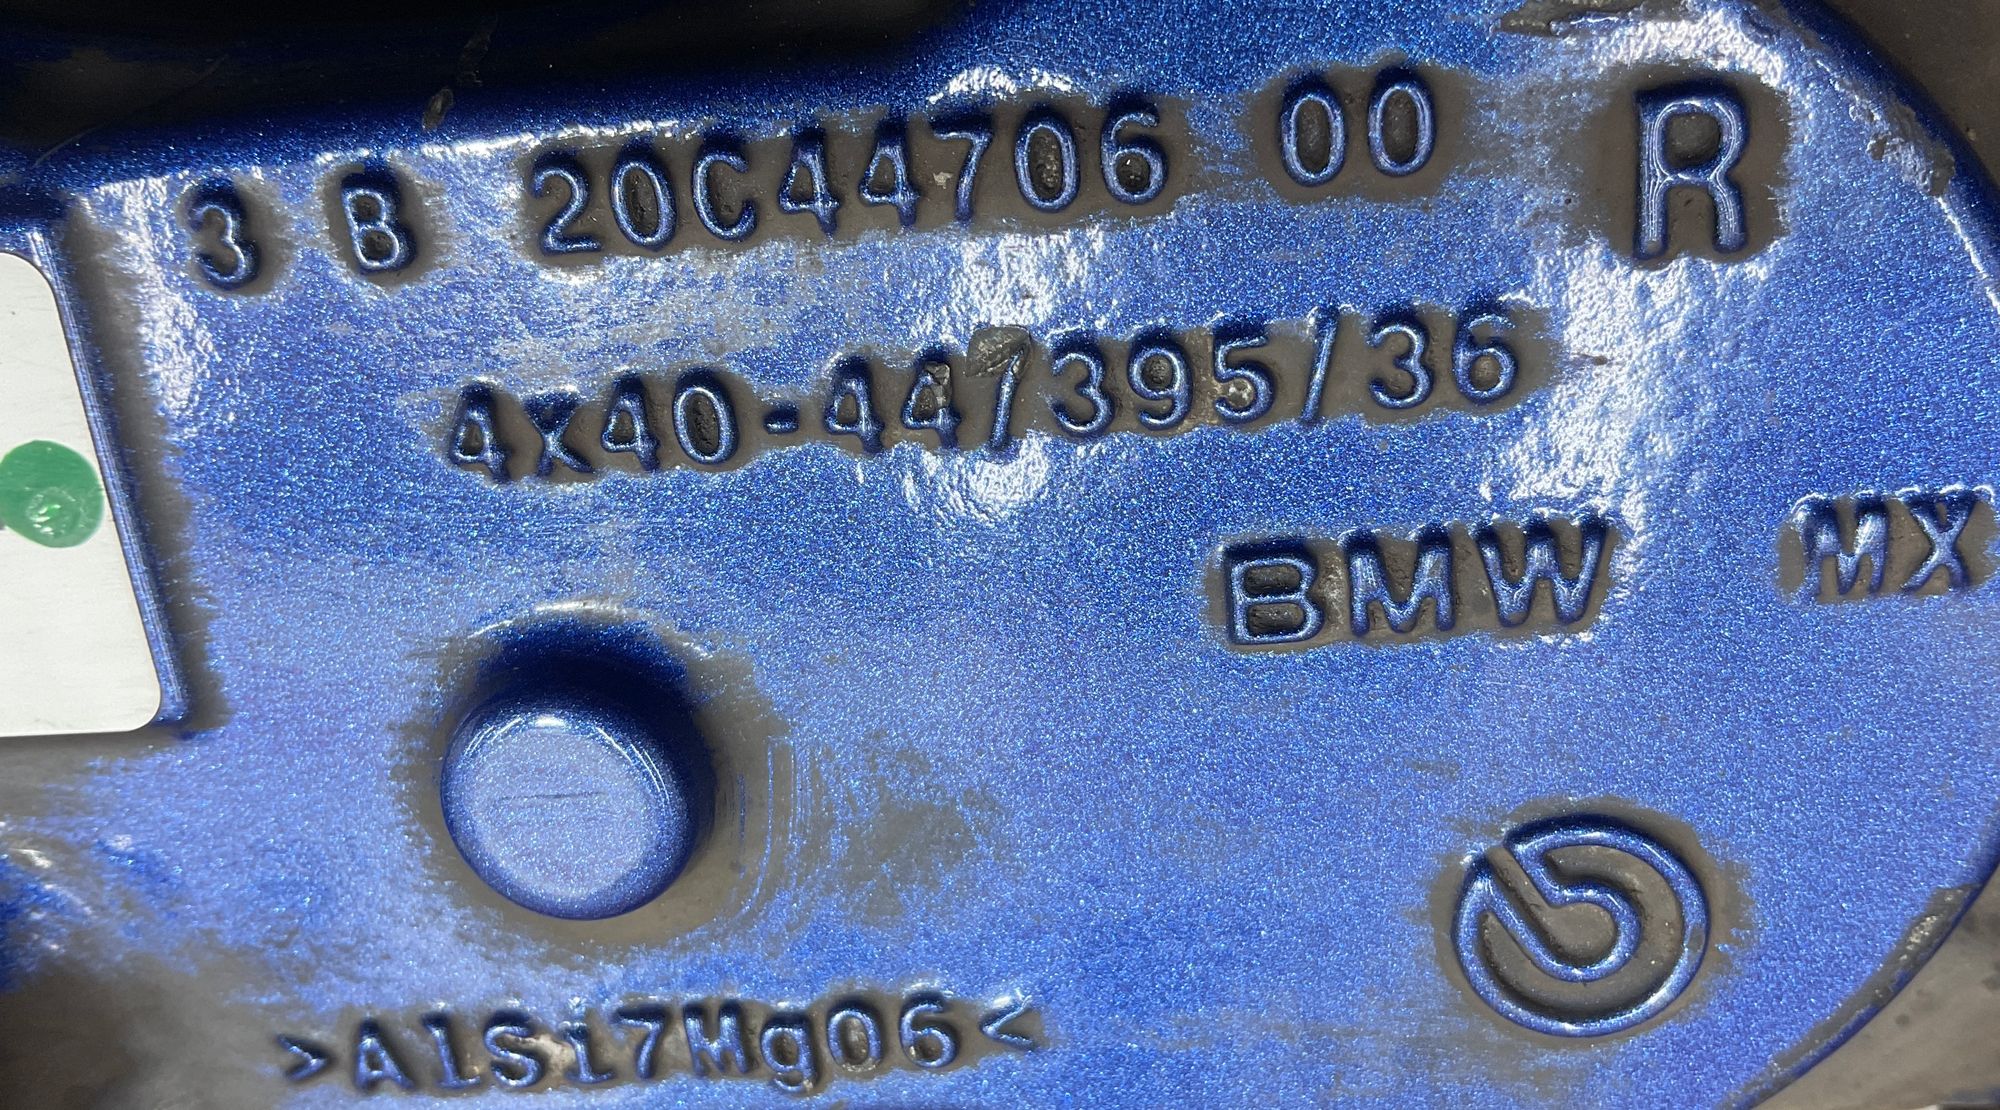 3 B 20C44706 00 R
4x40-44/395/36
BMW MX
>AlSi7Mg06<